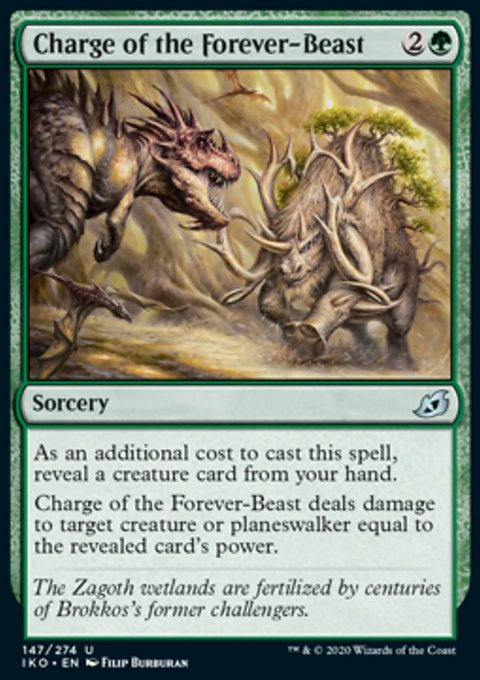 Charge of the Forever-Beast 2
Sorcery
As an additional cost to cast this spell,
reveal a creature card from your hand.
Charge of the Forever-Beast deals damage
to target creature or planeswalker equal to
the revealed card's power.
The Zagoth wetlands are fertilized by centuries
of Brokkos's former challengers.
147/274 U
IKO • EN Filip Burburan
™ & © 2020 Wizards of the Coast